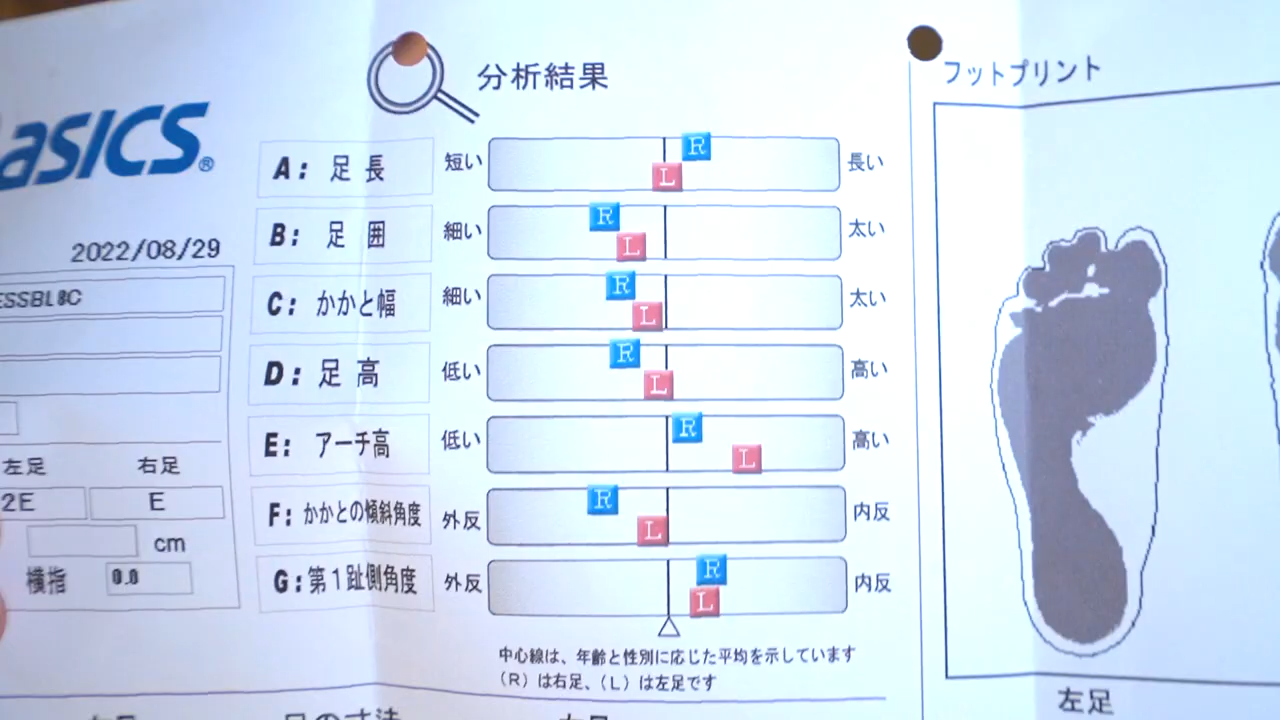 asics®
2022/08/29
左足 右足
2E E
cm
横指 0.0
分析結果
A: 足長 短い R L 長い
B: 足囲 細い R L 太い
C: かかと幅 細い R L 太い
D: 足高 低い R L 高い
E: アーチ高 低い R L 高い
F: かかとの傾斜角度 外反 R L 内反
G: 第1趾側角度 外反 R L 内反
中心線は、年齢と性別に応じた平均を示しています
(R)は右足、(L)は左足です
フットプリント
左足